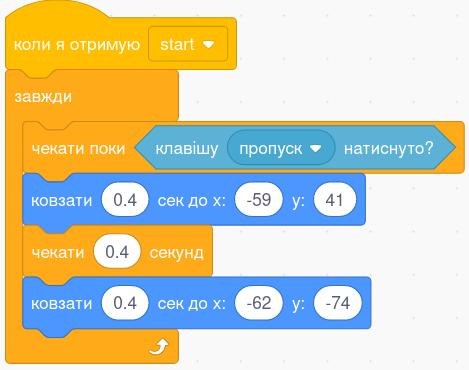 коли я отримую start
завжди
чекати поки клавішу пропуск натиснуто?
ковзати 0.4 сек до x: -59 y: 41
чекати 0.4 секунд
ковзати 0.4 сек до x: -62 y: -74